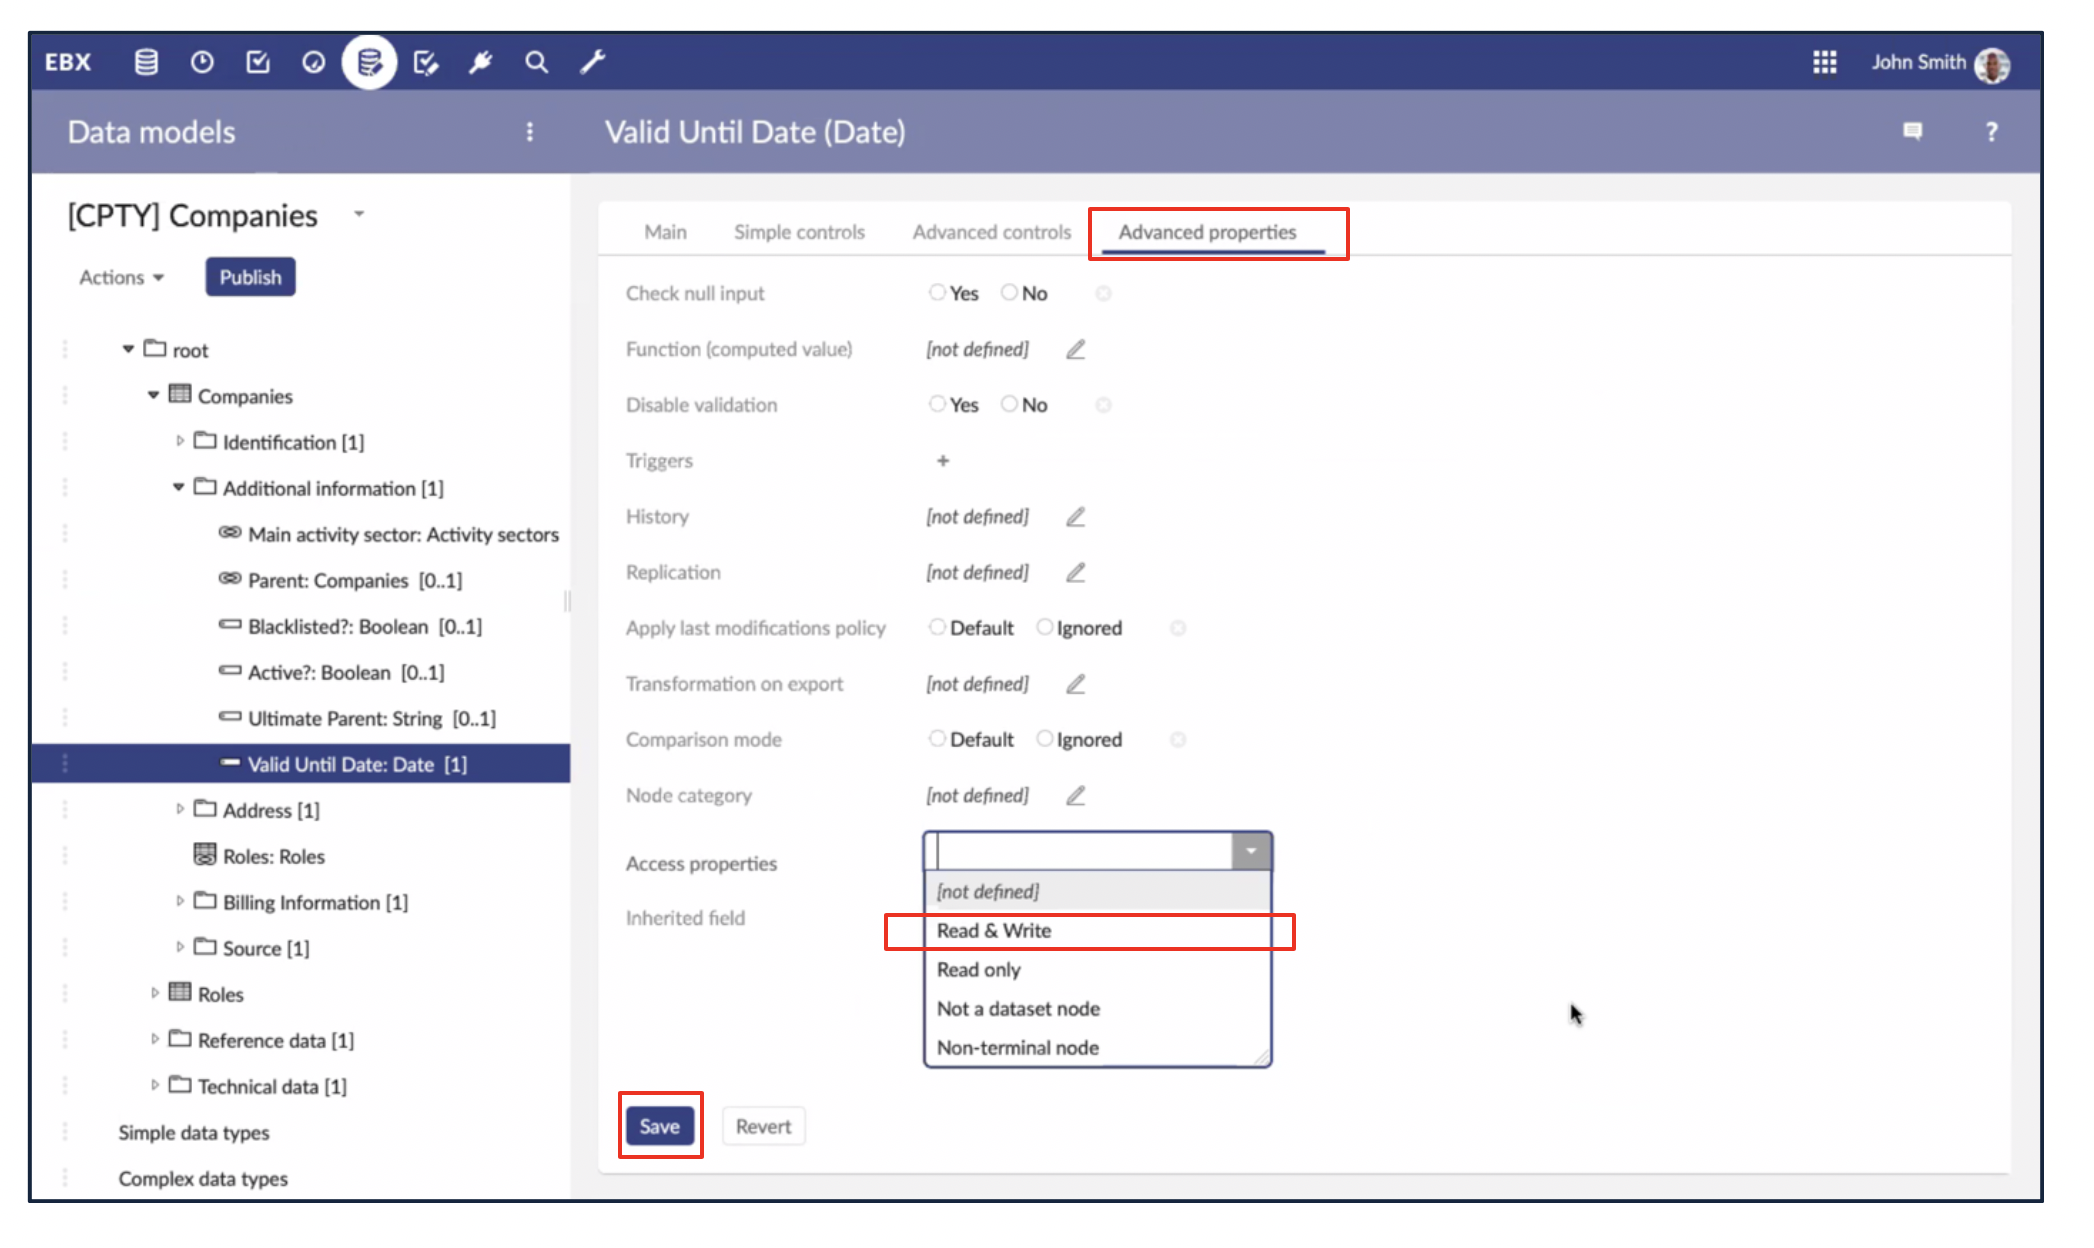 EBX
John Smith
Data models
Valid Until Date (Date)
?
[CPTY] Companies
Actions
Publish
root
Companies
Identification [1]
Additional information [1]
Main activity sector: Activity sectors
Parent: Companies [0..1]
Blacklisted?: Boolean [0..1]
Active?: Boolean [0..1]
Ultimate Parent: String [0..1]
Valid Until Date: Date [1]
Address [1]
Roles: Roles
Billing Information [1]
Source [1]
Roles
Reference data [1]
Technical data [1]
Simple data types
Complex data types
Main Simple controls Advanced controls Advanced properties
Check null input Yes No
Function (computed value) [not defined]
Disable validation Yes No
Triggers +
History [not defined]
Replication [not defined]
Apply last modifications policy Default Ignored
Transformation on export [not defined]
Comparison mode Default Ignored
Node category [not defined]
Access properties
[not defined]
Inherited field
Read & Write
Read only
Not a dataset node
Non-terminal node
Save Revert